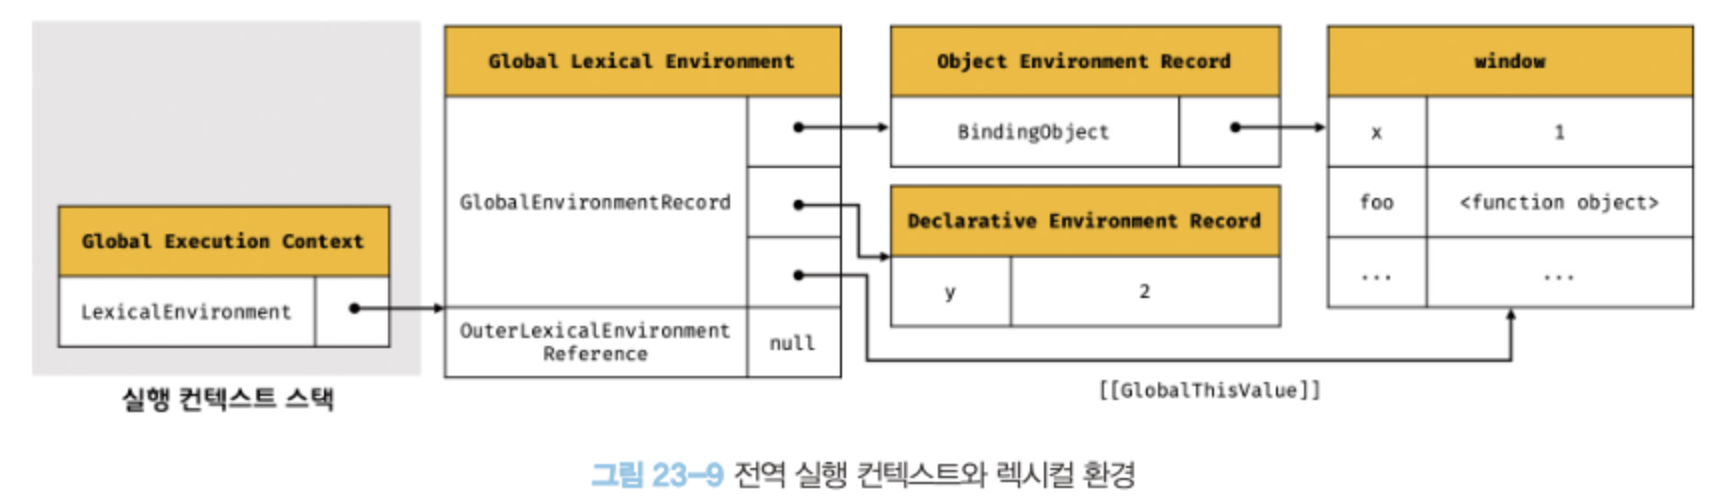 Global Execution Context
LexicalEnvironment
실행 컨텍스트 스택
Global Lexical Environment
GlobalEnvironmentRecord
OuterLexicalEnvironment
Reference
null
Object Environment Record
BindingObject
Declarative Environment Record
y 2
window
x 1
foo <function object>
... ...
[[GlobalThisValue]]
그림 23-9 전역 실행 컨텍스트와 렉시컬 환경